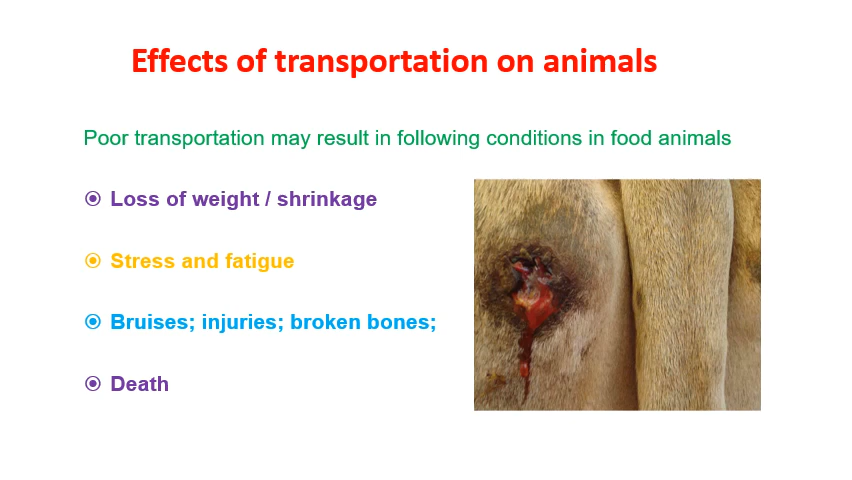 Effects of transportation on animals
Poor transportation may result in following conditions in food animals
Loss of weight / shrinkage
Stress and fatigue
Bruises; injuries; broken bones;
Death